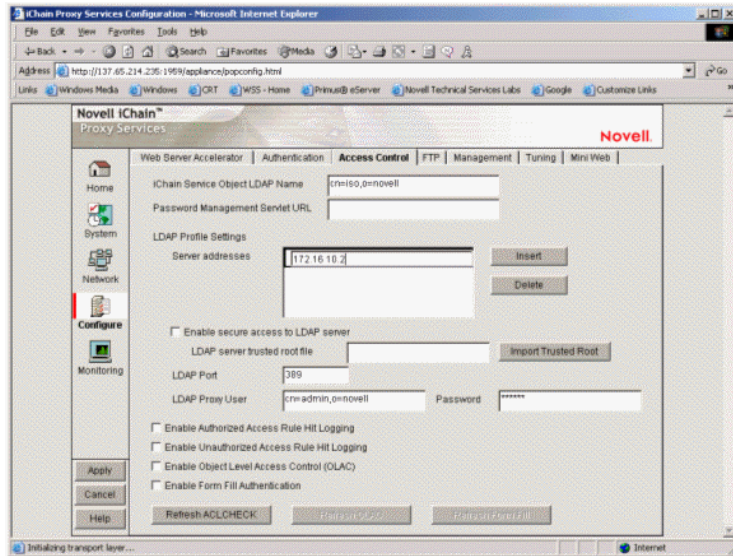 iChain Proxy Services Configuration - Microsoft Internet Explorer
File Edit View Favorites Tools Help
Back Search Favorites Media
Address http://137.65.214.235:1959/appliance/popconfig.html Go
Links Windows Media Windows CRT WSS - Home Primus® eServer Novell Technical Services Labs Google Customize Links
Novell iChain™
Proxy Services
Novell.
Web Server Accelerator Authentication Access Control FTP Management Tuning Mini Web
Home
System
Network
Configure
Monitoring
iChain Service Object LDAP Name cn=iso,o=novell
Password Management Servlet URL
LDAP Profile Settings
Server addresses 172.16.10.2 Insert
Delete
Enable secure access to LDAP server
LDAP server trusted root file Import Trusted Root
LDAP Port 389
LDAP Proxy User cn=admin,o=novell Password ******
Enable Authorized Access Rule Hit Logging
Enable Unauthorized Access Rule Hit Logging
Enable Object Level Access Control (OLAC)
Enable Form Fill Authentication
Apply
Cancel
Help
Refresh ACLCHECK Refresh OLAC Refresh Form Fill
Initializing transport layer... Internet